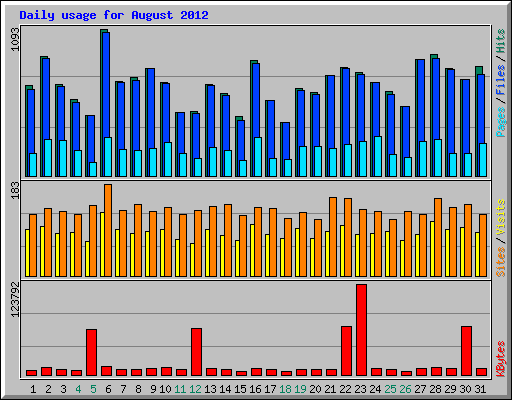 Daily usage for August 2012
1093
Pages / Files / Hits
183
Sites / Visits
123792
KBytes
1 2 3 4 5 6 7 8 9 10 11 12 13 14 15 16 17 18 19 20 21 22 23 24 25 26 27 28 29 30 31